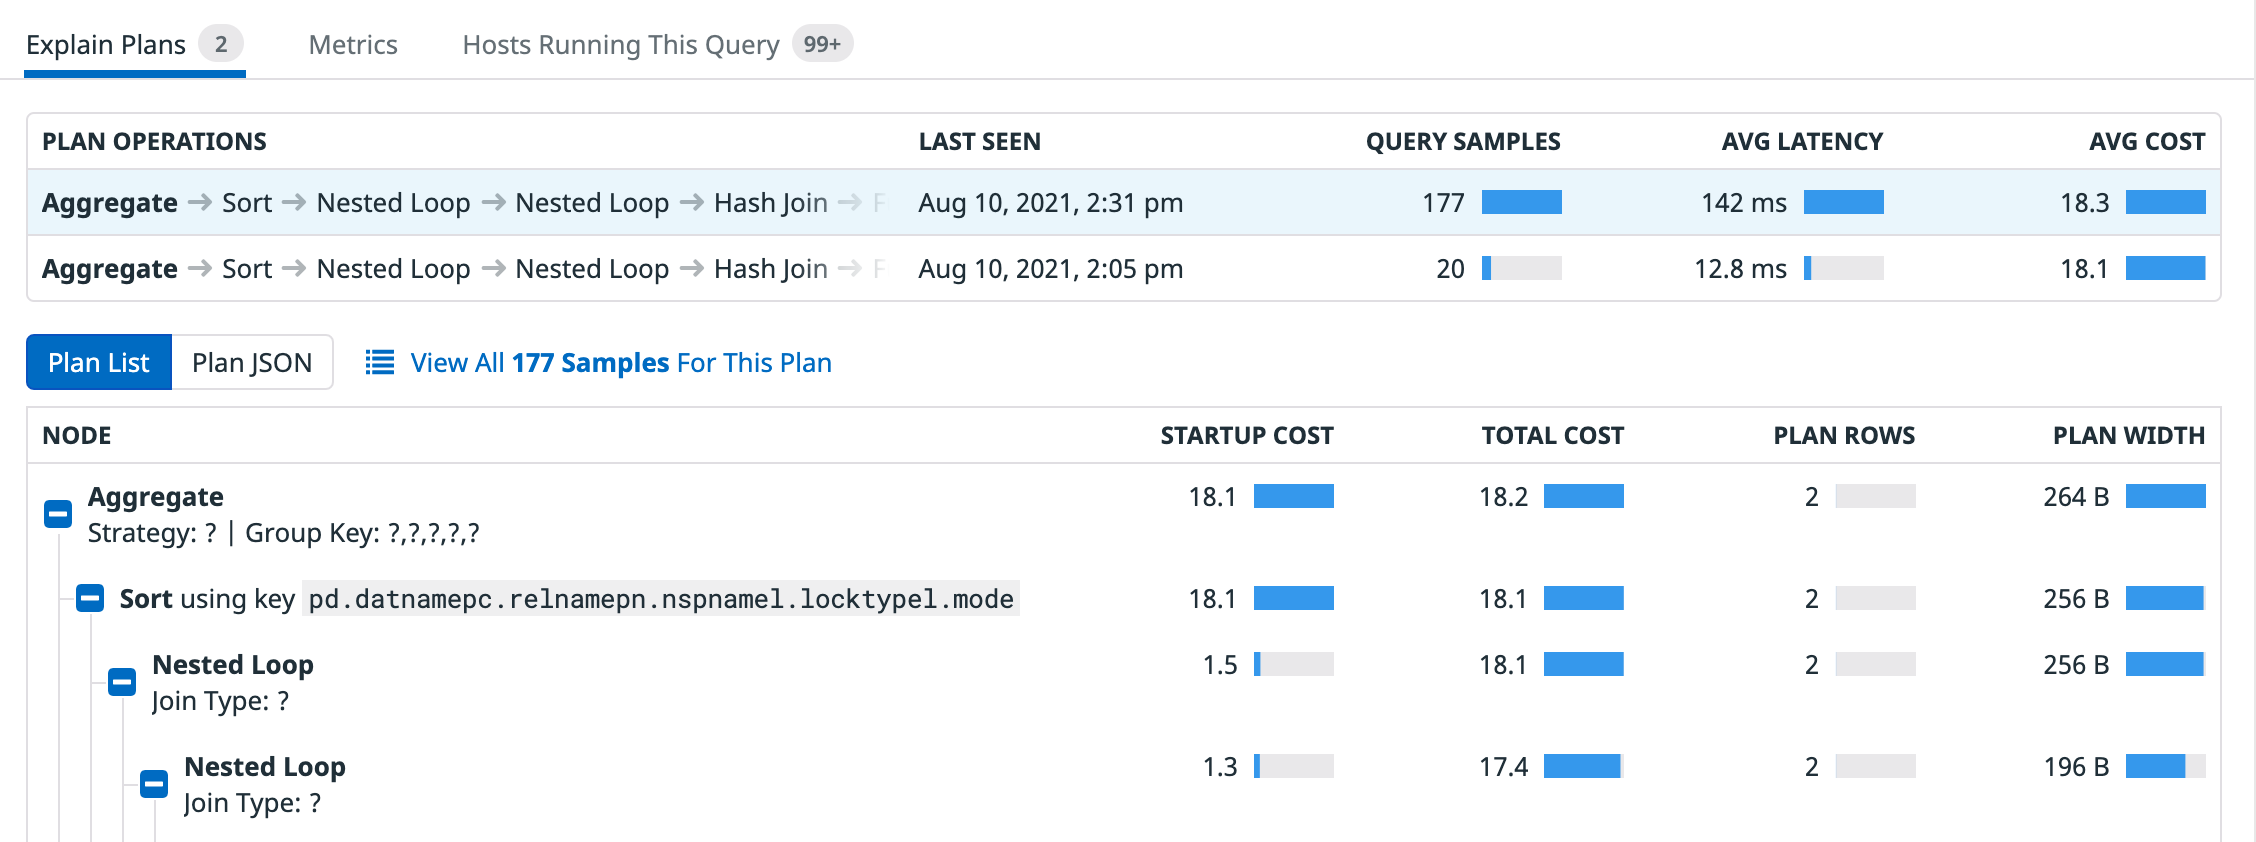 Explain Plans 2 Metrics Hosts Running This Query 99+
PLAN OPERATIONS LAST SEEN QUERY SAMPLES AVG LATENCY AVG COST
Aggregate → Sort → Nested Loop → Nested Loop → Hash Join → F Aug 10, 2021, 2:31 pm 177 142 ms 18.3
Aggregate → Sort → Nested Loop → Nested Loop → Hash Join → F Aug 10, 2021, 2:05 pm 20 12.8 ms 18.1
Plan List Plan JSON View All 177 Samples For This Plan
NODE STARTUP COST TOTAL COST PLAN ROWS PLAN WIDTH
Aggregate 18.1 18.2 2 264 B
Strategy: ? | Group Key: ?,?,?,?,?
Sort using key pd.datnamepc.relnamepn.nspnamel.locktypel.mode 18.1 18.1 2 256 B
Nested Loop 1.5 18.1 2 256 B
Join Type: ?
Nested Loop 1.3 17.4 2 196 B
Join Type: ?